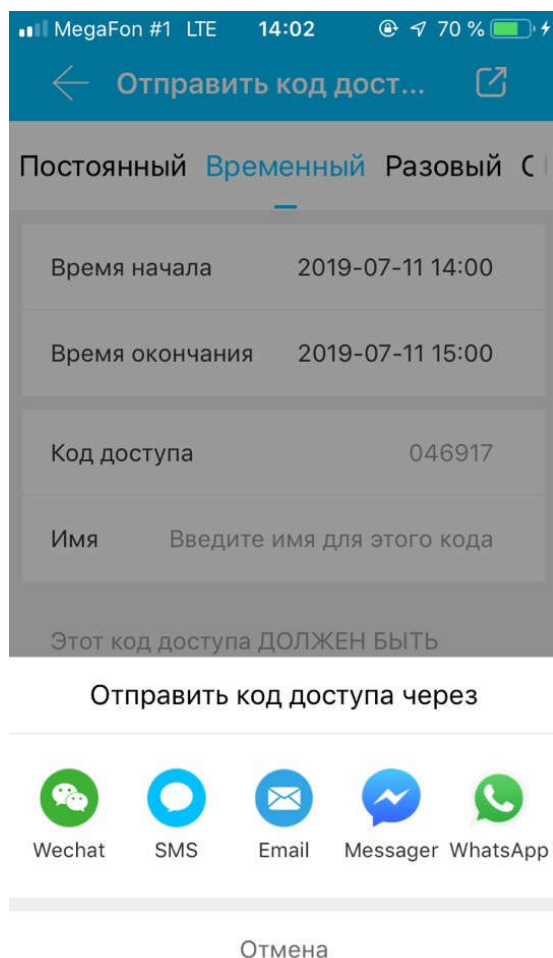 MegaFon #1 LTE 14:02 70 %
Отправить код дост...
Постоянный Временный Разовый
Время начала 2019-07-11 14:00
Время окончания 2019-07-11 15:00
Код доступа 046917
Имя Введите имя для этого кода
Этот код доступа ДОЛЖЕН БЫТЬ
Отправить код доступа через
Wechat SMS Email Messager WhatsApp
Отмена